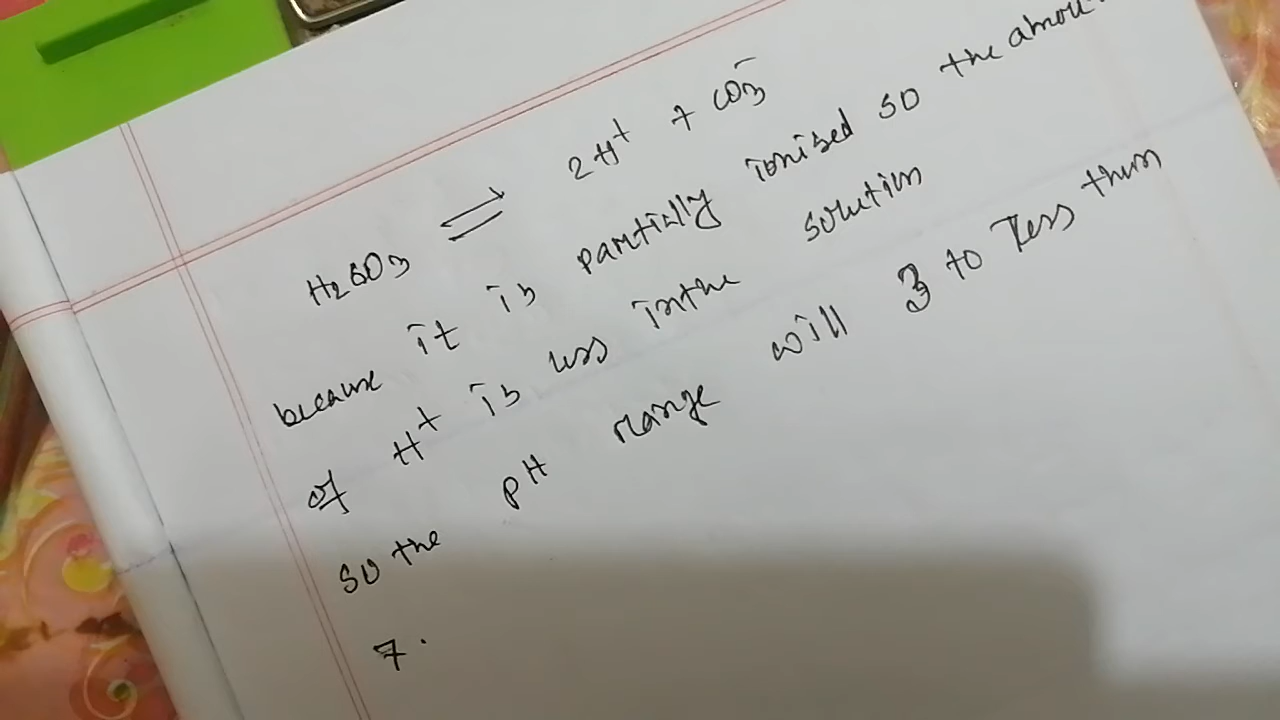 H2CO3 ⇌ 2H+ + CO3-
because it is partially ionised so the amou
of H+ is less in the solution
so the pH range will 3 to less than
7.